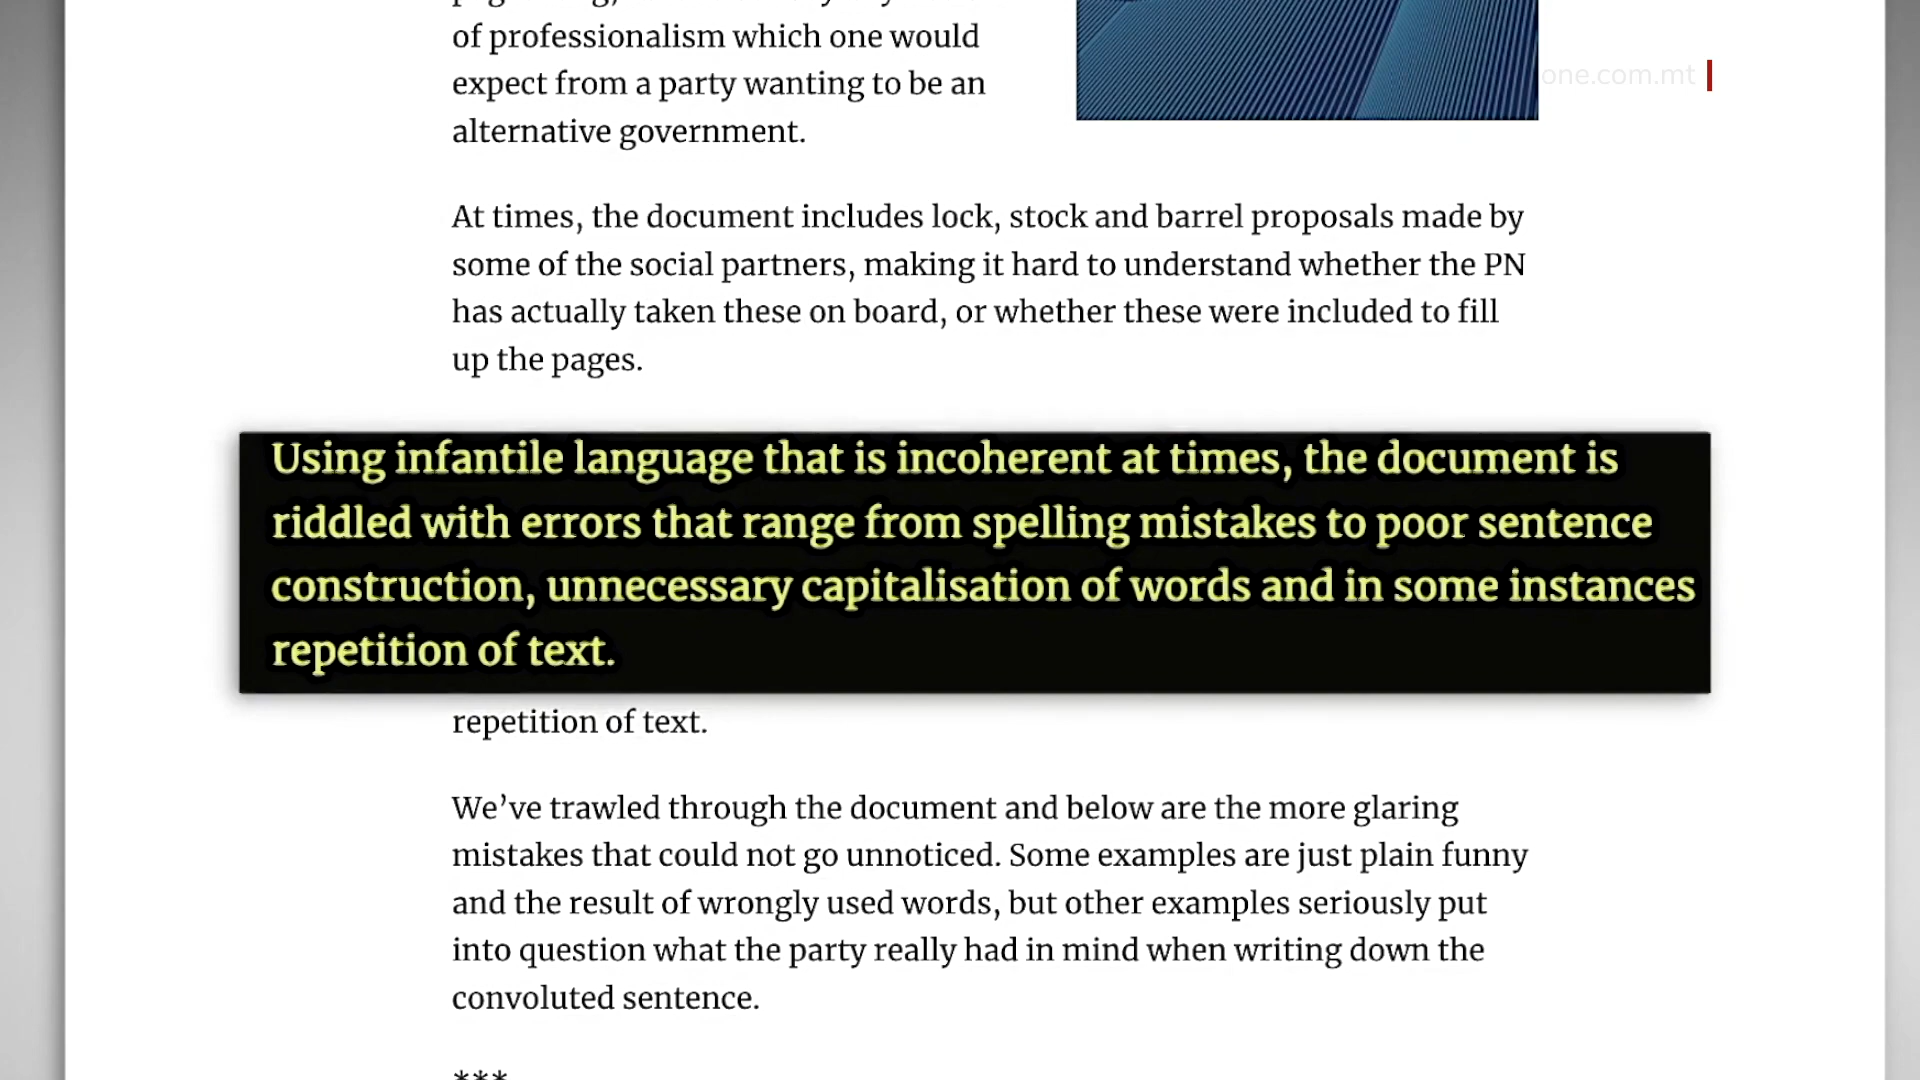 of professionalism which one would
expect from a party wanting to be an
alternative government.
one.com.mt
At times, the document includes lock, stock and barrel proposals made by
some of the social partners, making it hard to understand whether the PN
has actually taken these on board, or whether these were included to fill
up the pages.
Using infantile language that is incoherent at times, the document is
riddled with errors that range from spelling mistakes to poor sentence
construction, unnecessary capitalisation of words and in some instances
repetition of text.
repetition of text.
We’ve trawled through the document and below are the more glaring
mistakes that could not go unnoticed. Some examples are just plain funny
and the result of wrongly used words, but other examples seriously put
into question what the party really had in mind when writing down the
convoluted sentence.
***